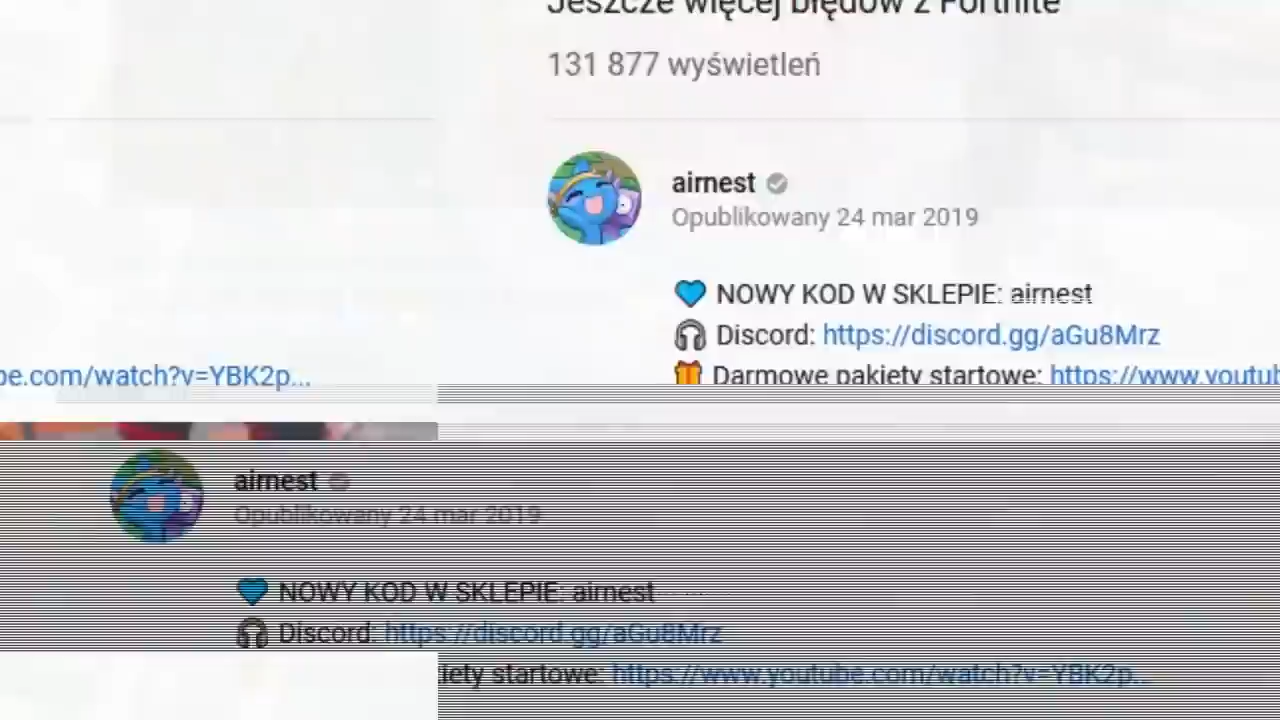 Jeszcze więcej błędów z Fortnite
131 877 wyświetleń
airnest
Opublikowany 24 mar 2019
NOWY KOD W SKLEPIE: airnest
Discord: https://discord.gg/aGu8Mrz
be.com/watch?v=YBK2p...
Darmowe pakiety startowe: https://www.youtub
airnest
Opublikowany 24 mar 2019
NOWY KOD W SKLEPIE: airnest
Discord: https://discord.gg/aGu8Mrz
iety startowe: https://www.youtube.com/watch?v=YBK2p...